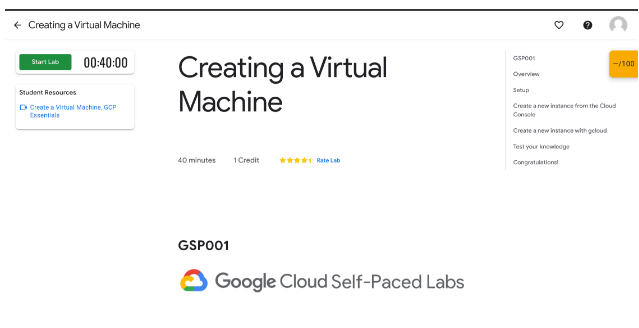 Creating a Virtual Machine
Start Lab 00:40:00
Student Resources
Create a Virtual Machine, GCP
Essentials
Creating a Virtual
Machine
40 minutes 1 Credit Rate Lab
GSP001
Google Cloud Self-Paced Labs
GSP001
Overview
Setup
Create a new instance from the Cloud
Console
Create a new instance with gcloud
Test your knowledge
Congratulations!
--/100